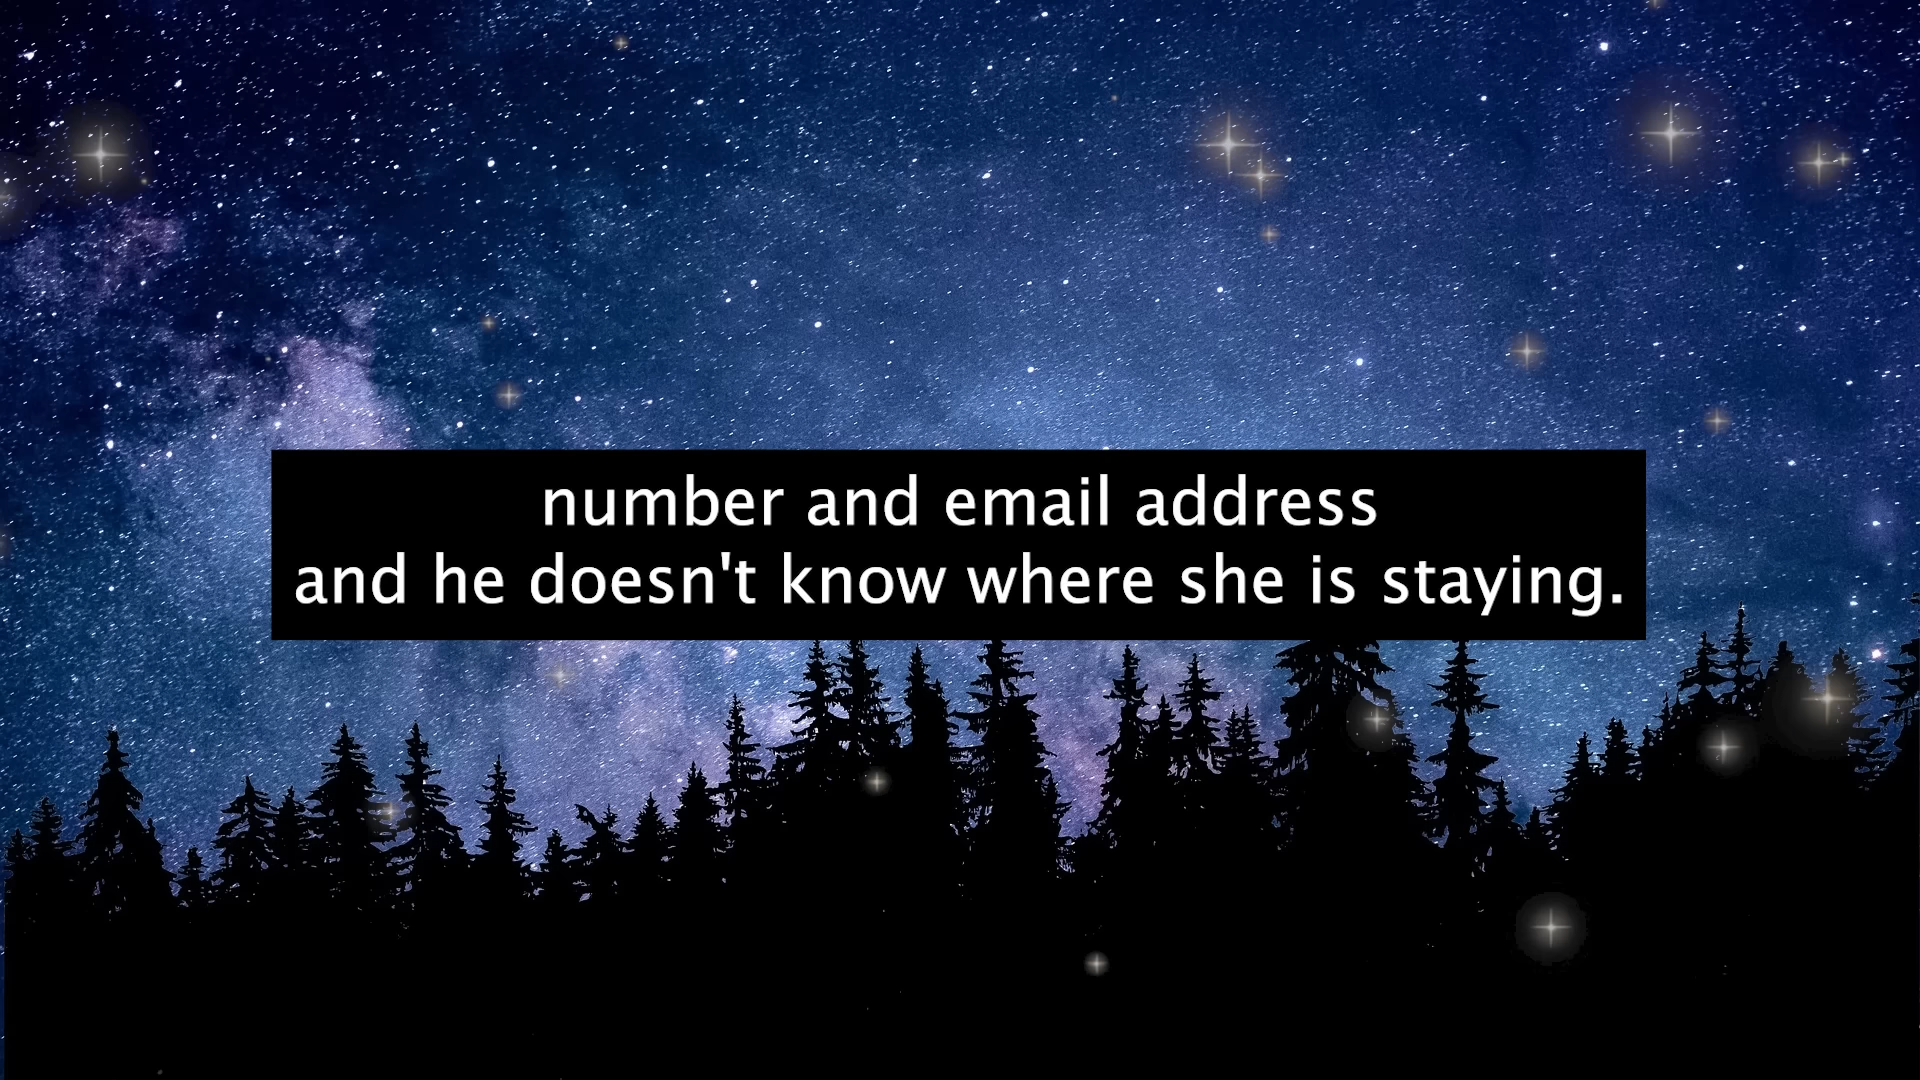 number and email address
and he doesn't know where she is staying.